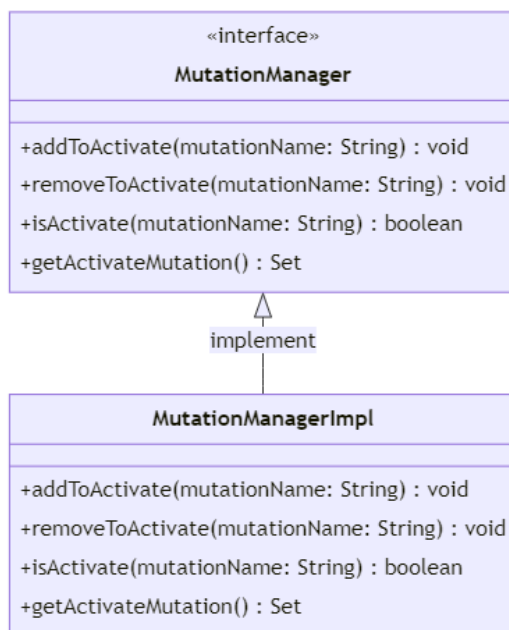 «interface»
MutationManager
+addToActivate(mutationName: String) : void
+removeToActivate(mutationName: String) : void
+isActivate(mutationName: String) : boolean
+getActivateMutation() : Set
implement
MutationManagerImpl
+addToActivate(mutationName: String) : void
+removeToActivate(mutationName: String) : void
+isActivate(mutationName: String) : boolean
+getActivateMutation() : Set